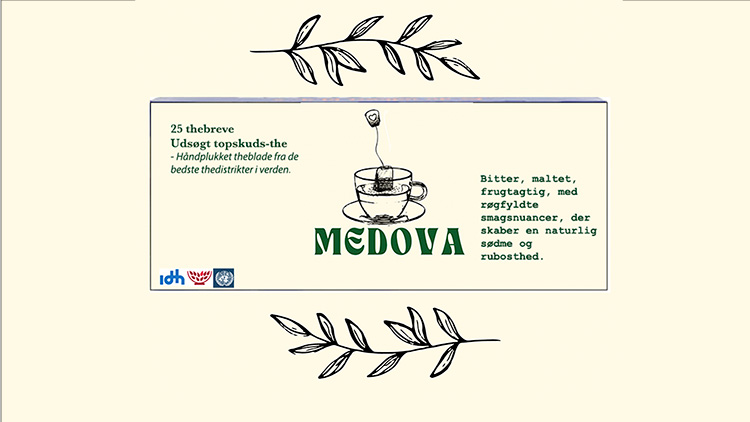 25 thebreve
Udsøgt topskuds-the
- Håndplukket theblade fra de
bedste thedistrikter i verden.
MEDOVA
Bitter, maltet,
frugtagtig, med
røgfyldte
smagsnuancer, der
skaber en naturlig
sødme og
rubosthed.
idh